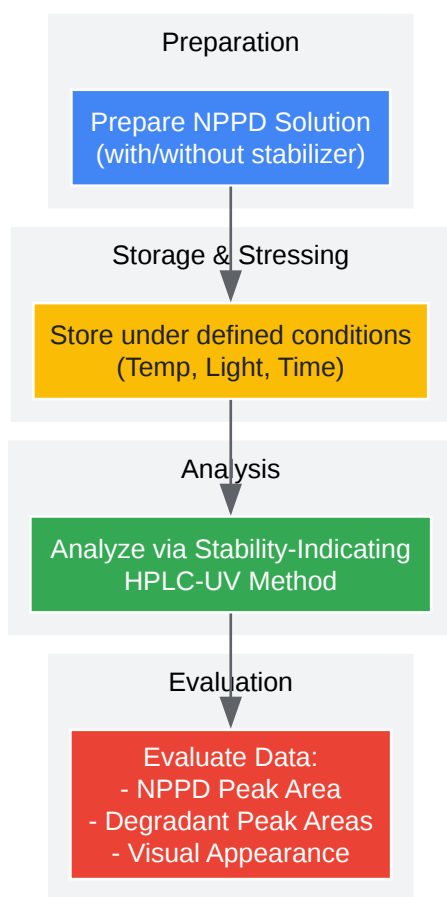 Preparation
Prepare NPPD Solution
(with/without stabilizer)
Storage & Stressing
Store under defined conditions
(Temp, Light, Time)
Analysis
Analyze via Stability-Indicating
HPLC-UV Method
Evaluation
Evaluate Data:
- NPPD Peak Area
- Degradant Peak Areas
- Visual Appearance